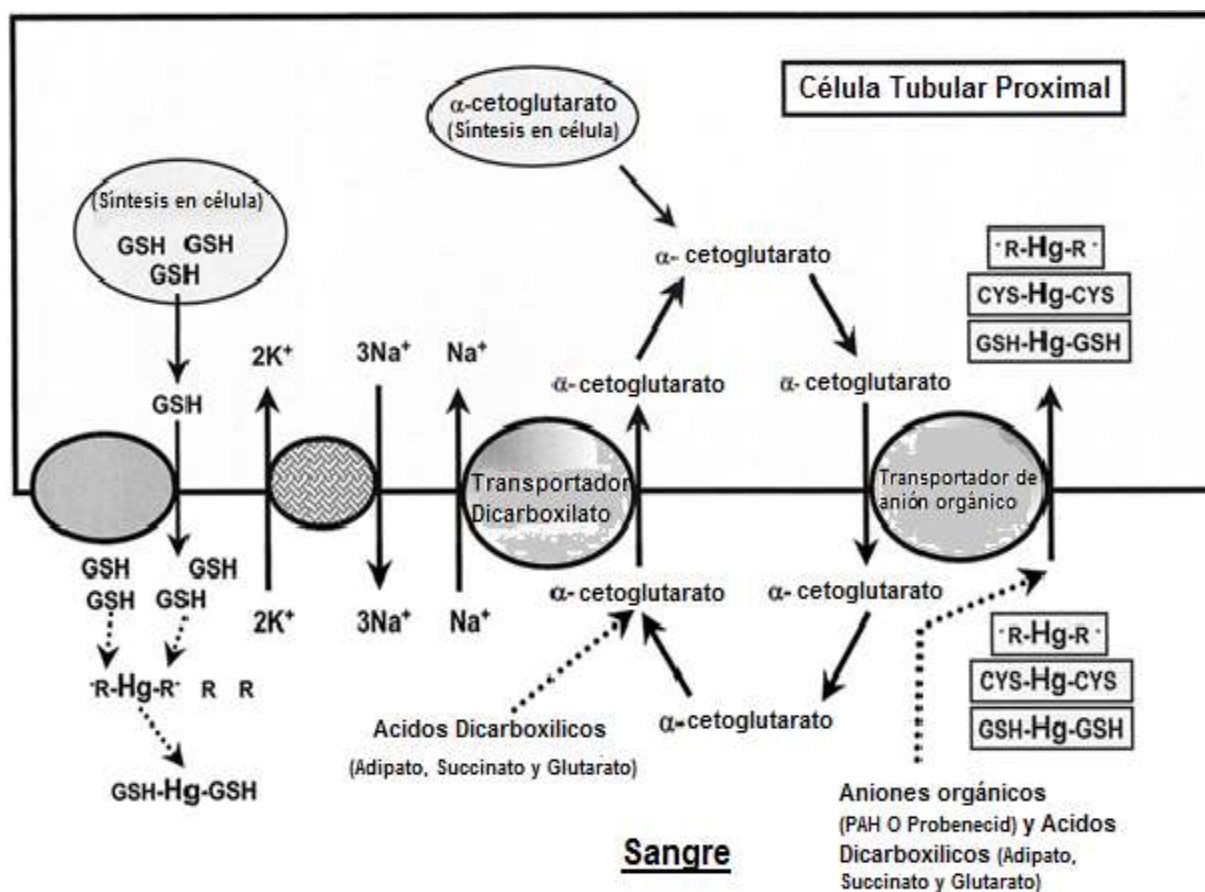 Célula Tubular Proximal
α-cetoglutarato
(Síntesis en célula)
(Síntesis en célula)
GSH GSH
GSH
α- cetoglutarato
-R-Hg-R-
CYS-Hg-CYS
GSH-Hg-GSH
2K+ 3Na+ Na+
α- cetoglutarato
α- cetoglutarato
GSH
Transportador
Dicarboxilato
Transportador de
anión orgánico
GSH GSH
GSH GSH
2K+ 3Na+ Na+
α- cetoglutarato
α- cetoglutarato
-R-Hg-R- R R
GSH-Hg-GSH
Acidos Dicarboxilicos
(Adipato, Succinato y Glutarato)
α-cetoglutarato
-R-Hg-R-
CYS-Hg-CYS
GSH-Hg-GSH
Aniones orgánicos
(PAH O Probenecid) y Acidos
Dicarboxilicos (Adipato,
Succinato y Glutarato)
Sangre